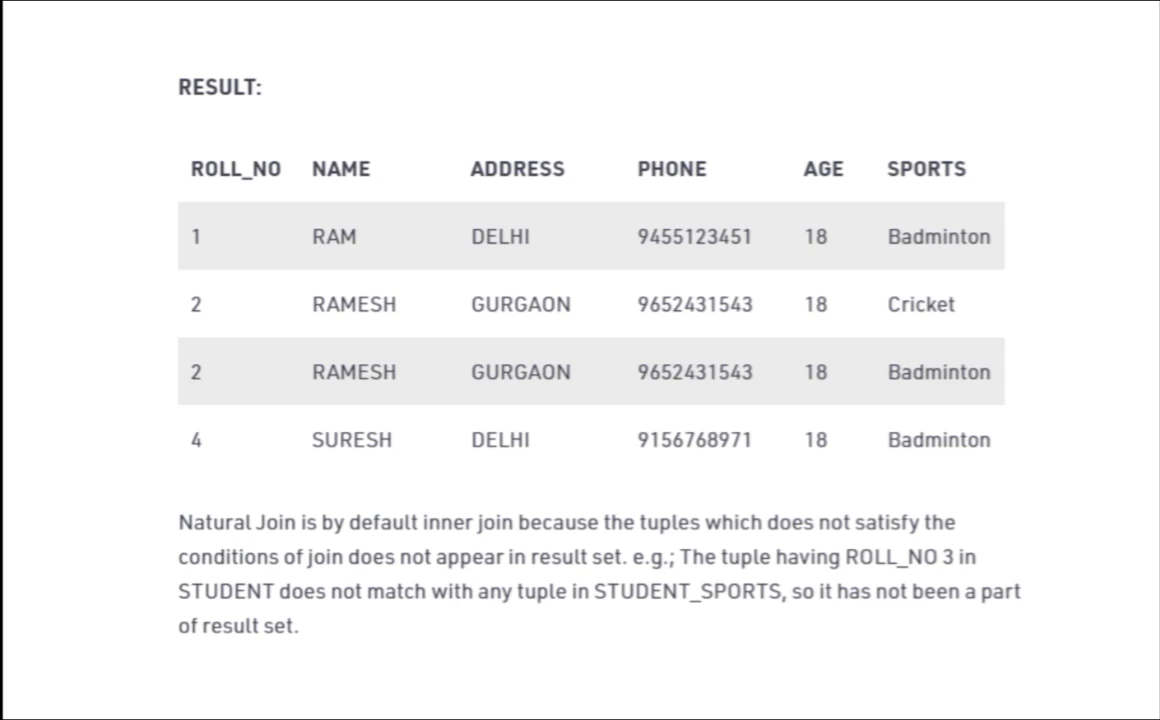 RESULT:
ROLL_NO NAME ADDRESS PHONE AGE SPORTS
1 RAM DELHI 9455123451 18 Badminton
2 RAMESH GURGAON 9652431543 18 Cricket
2 RAMESH GURGAON 9652431543 18 Badminton
4 SURESH DELHI 9156768971 18 Badminton
Natural Join is by default inner join because the tuples which does not satisfy the
conditions of join does not appear in result set. e.g.; The tuple having ROLL_NO 3 in
STUDENT does not match with any tuple in STUDENT_SPORTS, so it has not been a part
of result set.